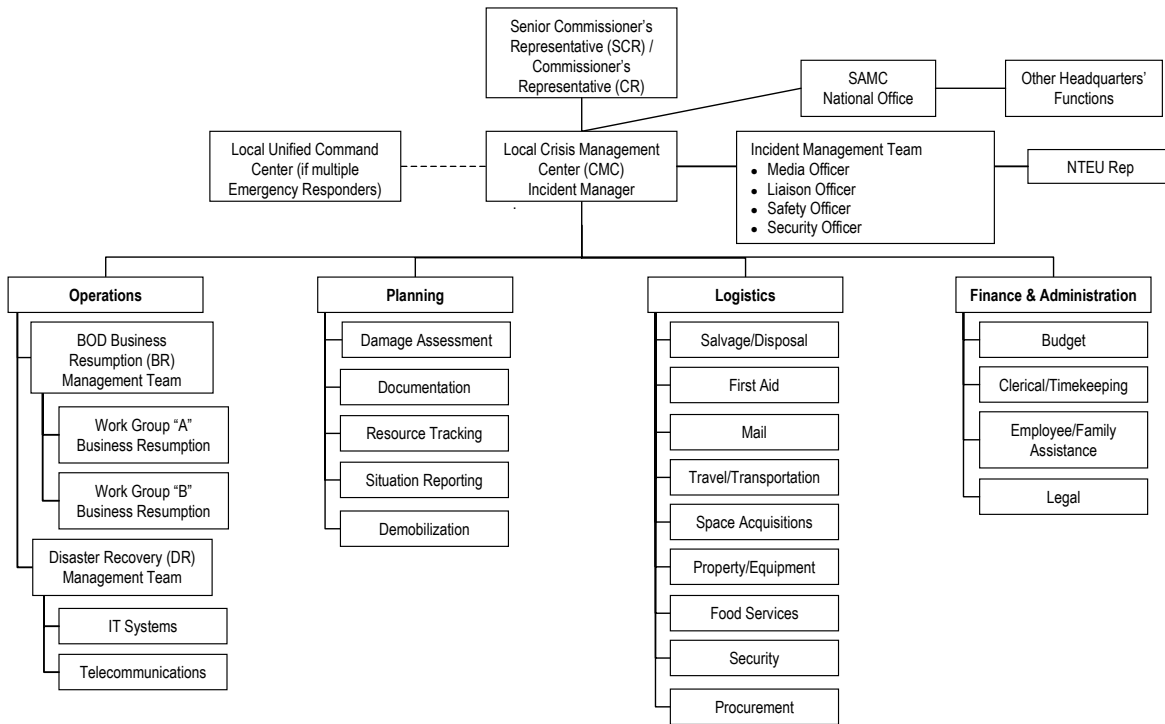 Senior Commissioner's
Representative (SCR) /
Commissioner's
Representative (CR)
SAMC
National Office
Other Headquarters'
Functions
Local Unified Command
Center (if multiple
Emergency Responders)
Local Crisis Management
Center (CMC)
Incident Manager
Incident Management Team
• Media Officer
• Liaison Officer
• Safety Officer
• Security Officer
NTEU Rep
Operations
BOD Business
Resumption (BR)
Management Team
Work Group “A”
Business Resumption
Work Group “B”
Business Resumption
Disaster Recovery (DR)
Management Team
IT Systems
Telecommunications
Planning
Damage Assessment
Documentation
Resource Tracking
Situation Reporting
Demobilization
Logistics
Salvage/Disposal
First Aid
Mail
Travel/Transportation
Space Acquisitions
Property/Equipment
Food Services
Security
Procurement
Finance & Administration
Budget
Clerical/Timekeeping
Employee/Family
Assistance
Legal